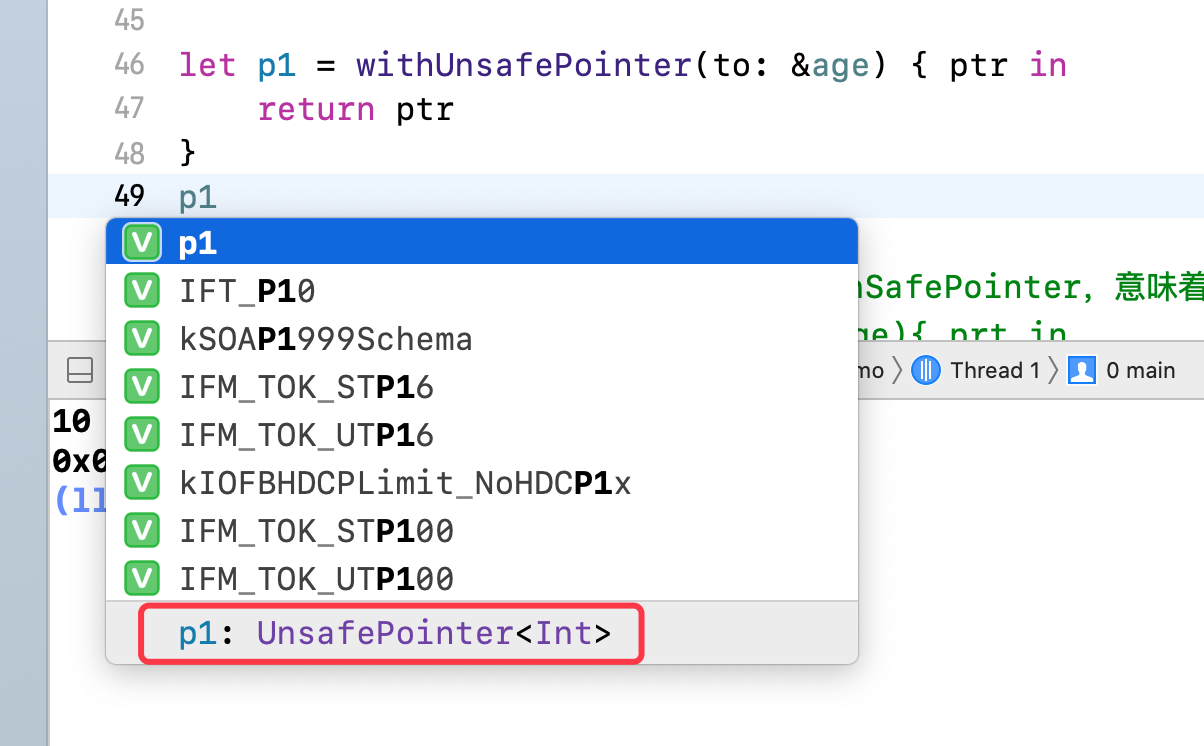 45
46 let p1 = withUnsafePointer(to: &age) { ptr in
47 return ptr
48 }
49 p1
p1
IFT_P10
nSafePointer, 意味着
kSOAP1999Schema
ge){ prt in
IFM_TOK_STP16
mo Thread 1 0 main
IFM_TOK_UTP16
10
0x0
kIOFBHDCPLimit_NoHDCP1x
(ll
IFM_TOK_STP100
IFM_TOK_UTP100
p1: UnsafePointer<Int>